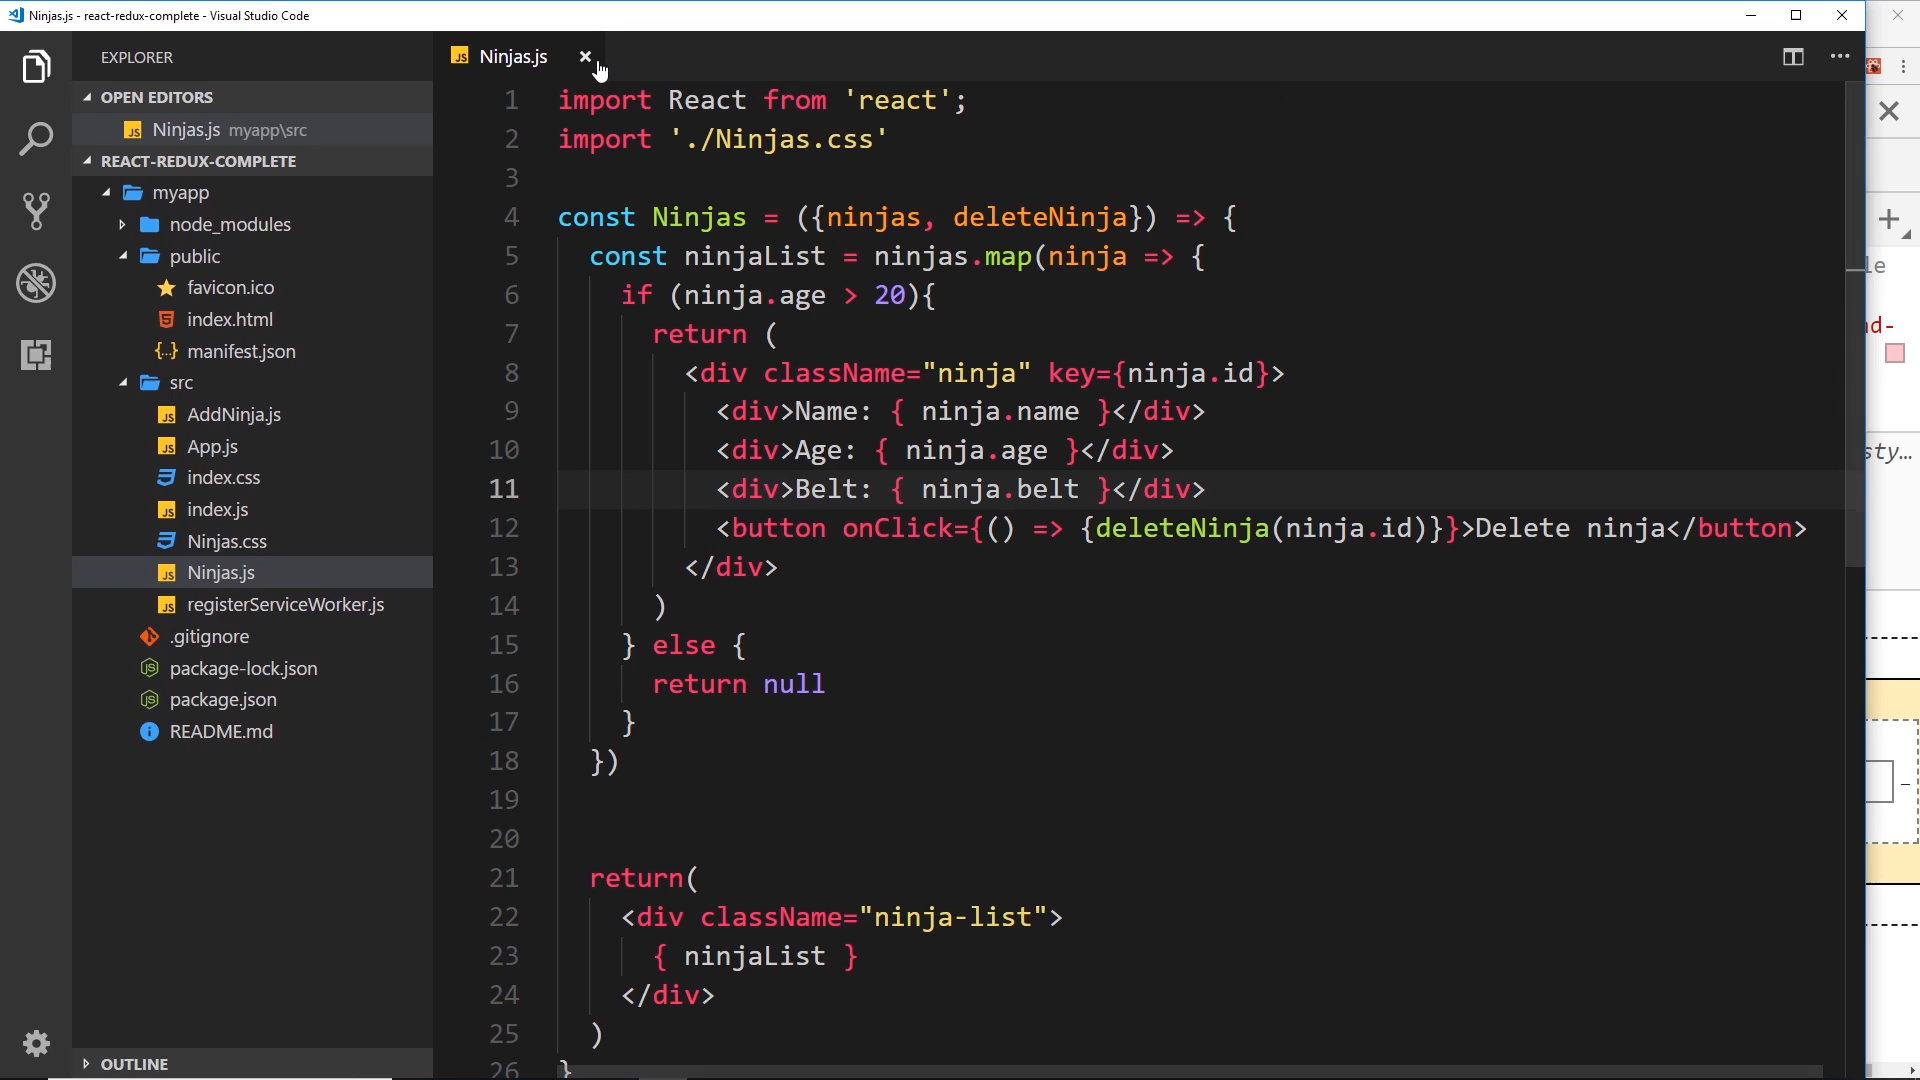 Ninjas.js - react-redux-complete - Visual Studio Code
EXPLORER
OPEN EDITORS
Ninjas.js myapp\src
REACT-REDUX-COMPLETE
myapp
node_modules
public
favicon.ico
index.html
manifest.json
src
AddNinja.js
App.js
index.css
index.js
Ninjas.css
Ninjas.js
registerServiceWorker.js
.gitignore
package-lock.json
package.json
README.md
OUTLINE
Ninjas.js
1 import React from 'react';
2 import './Ninjas.css'
3
4 const Ninjas = ({ninjas, deleteNinja}) => {
5 const ninjaList = ninjas.map(ninja => {
6 if (ninja.age > 20){
7 return (
8 <div className="ninja" key={ninja.id}>
9 <div>Name: { ninja.name }</div>
10 <div>Age: { ninja.age }</div>
11 <div>Belt: { ninja.belt }</div>
12 <button onClick={() => {deleteNinja(ninja.id)}}>Delete ninja</button>
13 </div>
14 )
15 } else {
16 return null
17 }
18 })
19
20
21 return(
22 <div className="ninja-list">
23 { ninjaList }
24 </div>
25 )
26 }